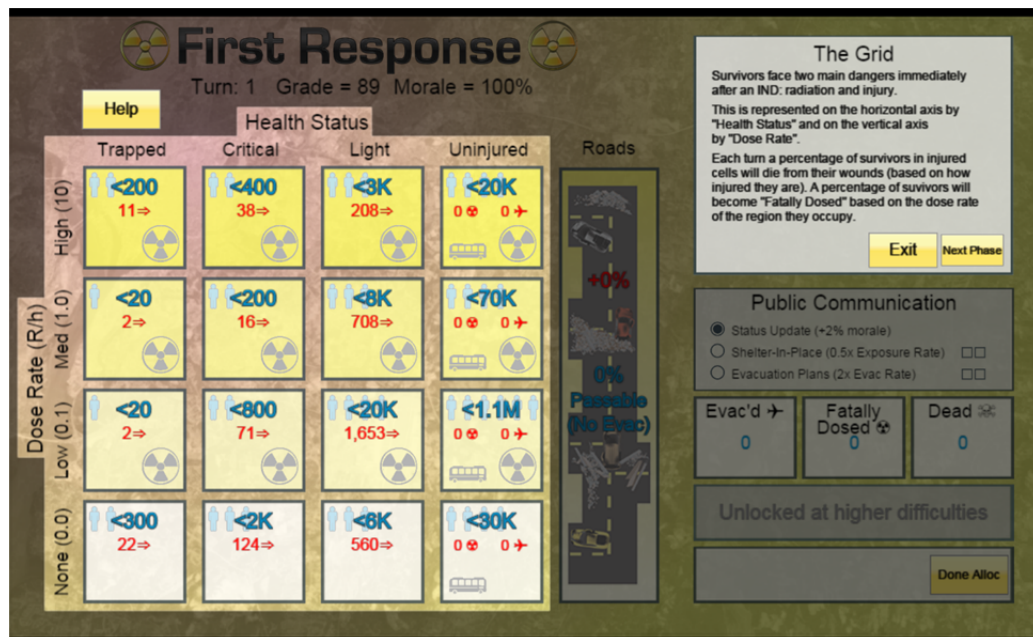 First Response
Turn: 1 Grade = 89 Morale = 100%
Help
Health Status
Trapped Critical Light Uninjured Roads
Dose Rate (R/h)
High (10)
<200 <400 <3K <20K
11⇒ 38⇒ 208⇒ 0 0
+0%
Med (1.0)
<20 <200 <8K <70K
2⇒ 16⇒ 708⇒ 0 0
0%
Passable
(No Evac)
Low (0.1)
<20 <800 <20K <1.1M
2⇒ 71⇒ 1,653⇒ 0 0
None (0.0)
<300 <2K <6K <30K
22⇒ 124⇒ 560⇒ 0 0
The Grid
Survivors face two main dangers immediately
after an IND: radiation and injury.
This is represented on the horizontal axis by
"Health Status" and on the vertical axis
by "Dose Rate".
Each turn a percentage of survivors in injured
cells will die from their wounds (based on how
injured they are). A percentage of suvivors will
become "Fatally Dosed" based on the dose rate
of the region they occupy.
Exit Next Phase
Public Communication
Status Update (+2% morale)
Shelter-In-Place (0.5x Exposure Rate)
Evacuation Plans (2x Evac Rate)
Evac'd Fatally Dead
Dosed
0 0 0
Unlocked at higher difficulties
Done Alloc